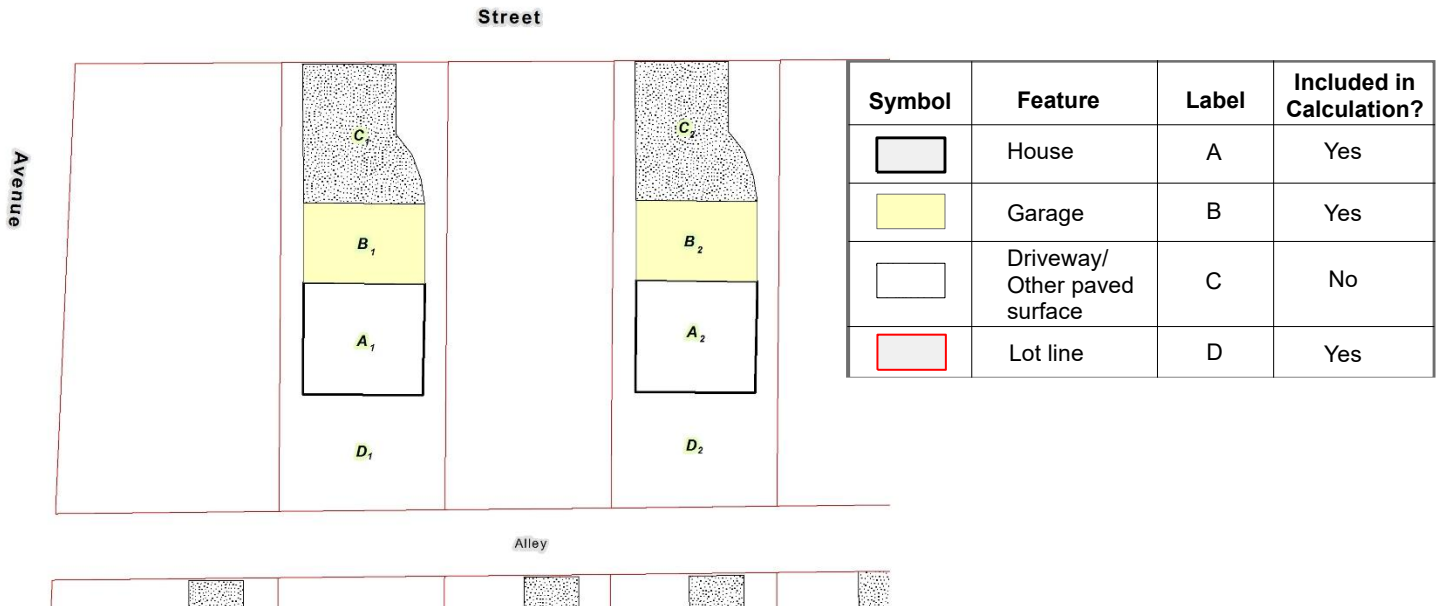 Street
Avenue
C₁
C₂
B₁
B₂
A₁
A₂
D₁
D₂
Alley
Symbol Feature Label Included in
Calculation?
House A Yes
Garage B Yes
Driveway/
Other paved
surface C No
Lot line D Yes